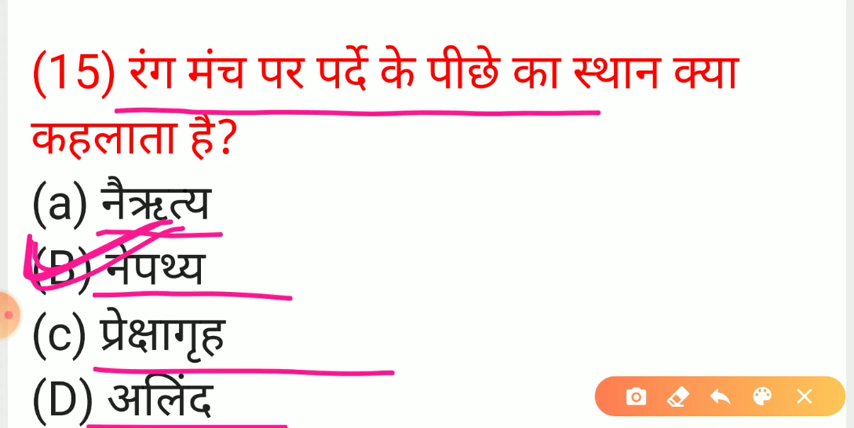 (15) रंग मंच पर पर्दे के पीछे का स्थान क्या
कहलाता है?
(a) नैऋत्य
(B) नेपथ्य
(c) प्रेक्षागृह
(D) अलिंद